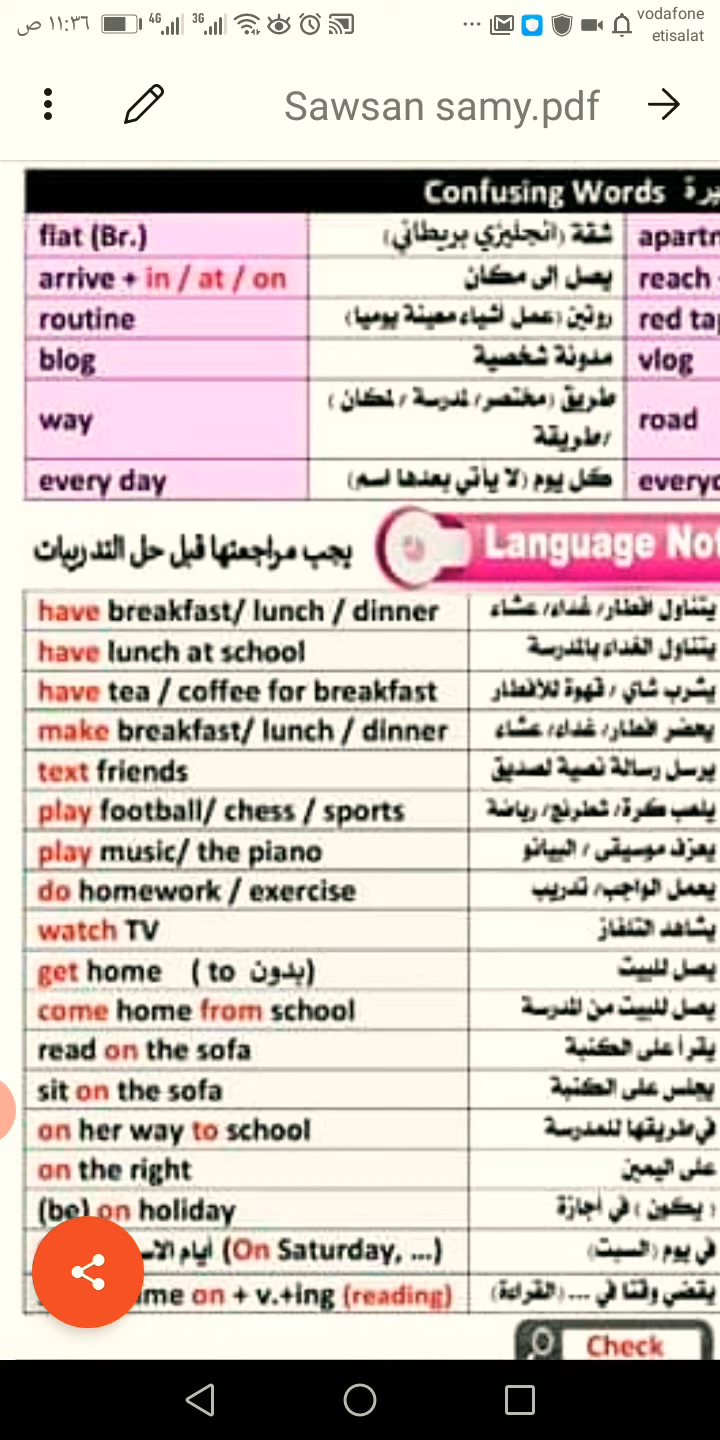 ١١:٣٦ ص
4G
3G
vodafone
etisalat
Sawsan samy.pdf
Confusing Words
flat (Br.) شقة (انجليزي بريطاني)
arrive + in / at / on يصل الى مكان reach
routine روتين (عمل أشياء معينة يوميا) red
blog مدونة شخصية vlog
way طريق (مختصر/ لمدرسة / لمكان ) road
/طريقة
every day كل يوم (لا يأتي بعدها اسم)
يجب مراجعتها قبل حل التدريبات Language
have breakfast/ lunch / dinner يتناول افطار/ غداء/ عشاء
have lunch at school يتناول الغداء بالمدرسة
have tea / coffee for breakfast يشرب شاي / قهوة للافطار
make breakfast/ lunch / dinner يحضر افطار/ غداء/ عشاء
text friends يرسل رسالة نصية لصديق
play football/ chess / sports يلعب كرة/ شطرنج/ رياضة
play music/ the piano يعزف موسيقى / البيانو
do homework / exercise يعمل الواجب/ تدريب
watch TV يشاهد التلفاز
get home ( to بدون) يصل للبيت
come home from school يصل للبيت من المدرسة
read on the sofa يقرأ على الكنبة
sit on the sofa يجلس على الكنبة
on her way to school في طريقها للمدرسة
on the right على اليمين
(be) on holiday ( يكون ) في أجازة
(On Saturday, ...) أيام في يوم (السبت)
on + v.+ing (reading) يقضي وقتا في ... (القراءة)
Check